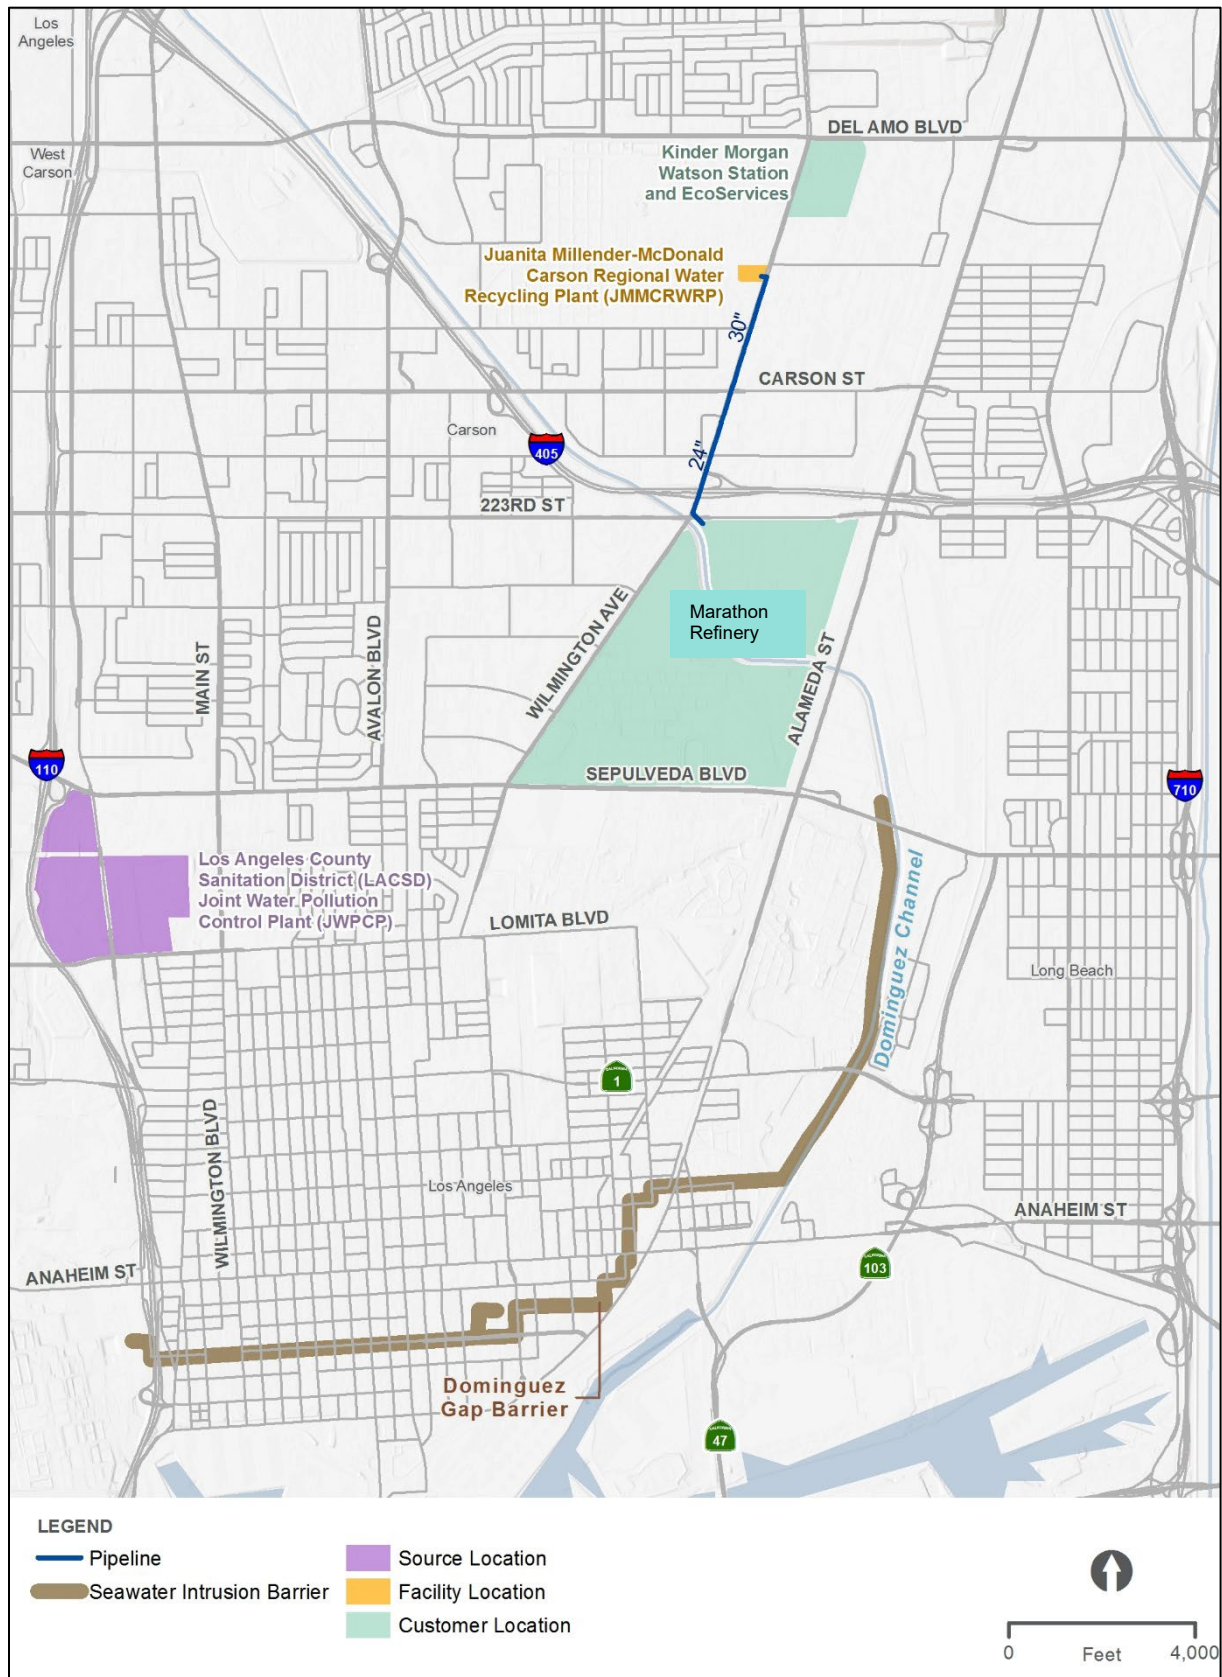 Los
Angeles
DEL AMO BLVD
West
Carson
Kinder Morgan
Watson Station
and EcoServices
Juanita Millender-McDonald
Carson Regional Water
Recycling Plant (JMMCRWRP)
30"
CARSON ST
Carson
405
24"
223RD ST
Marathon
Refinery
WILMINGTON AVE
MAIN ST
AVALON BLVD
ALAMEDA ST
110
SEPULVEDA BLVD
710
Los Angeles County
Sanitation District (LACSD)
Joint Water Pollution
Control Plant (JWPCP)
LOMITA BLVD
Dominguez Channel
Long Beach
CALIFORNIA
1
WILMINGTON BLVD
Los Angeles
ANAHEIM ST
ANAHEIM ST
CALIFORNIA
103
Dominguez
Gap Barrier
CALIFORNIA
47
LEGEND
Pipeline
Seawater Intrusion Barrier
Source Location
Facility Location
Customer Location
0 Feet 4,000